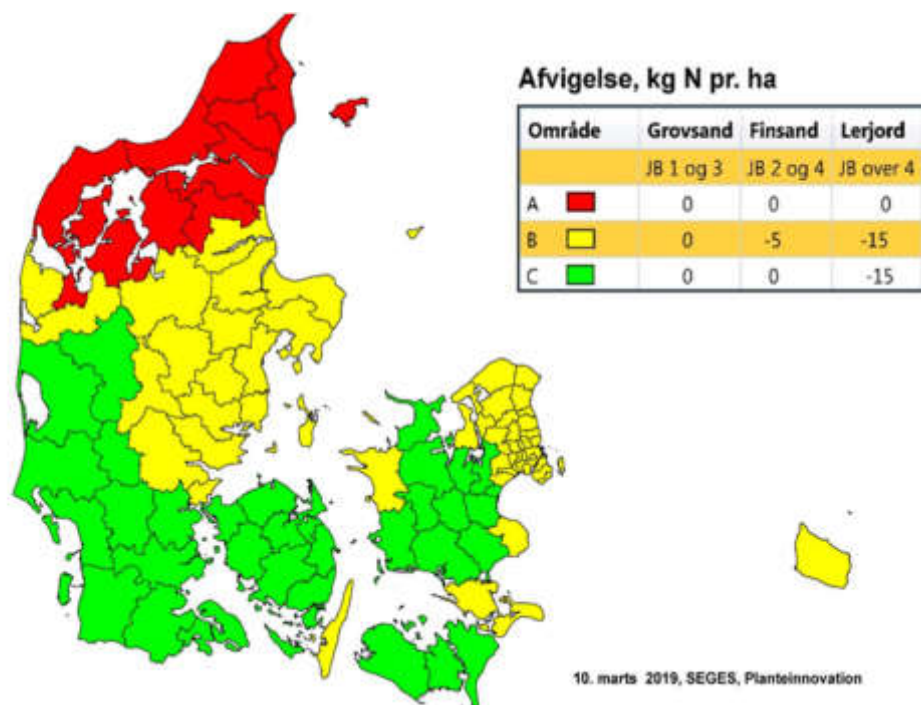 Afvigelse, kg N pr. ha
Område Grovsand Finsand Lerjord
JB 1 og 3 JB 2 og 4 JB over 4
A 0 0 0
B 0 -5 -15
C 0 0 -15
10. marts 2019, SEGES, Planteinnovation